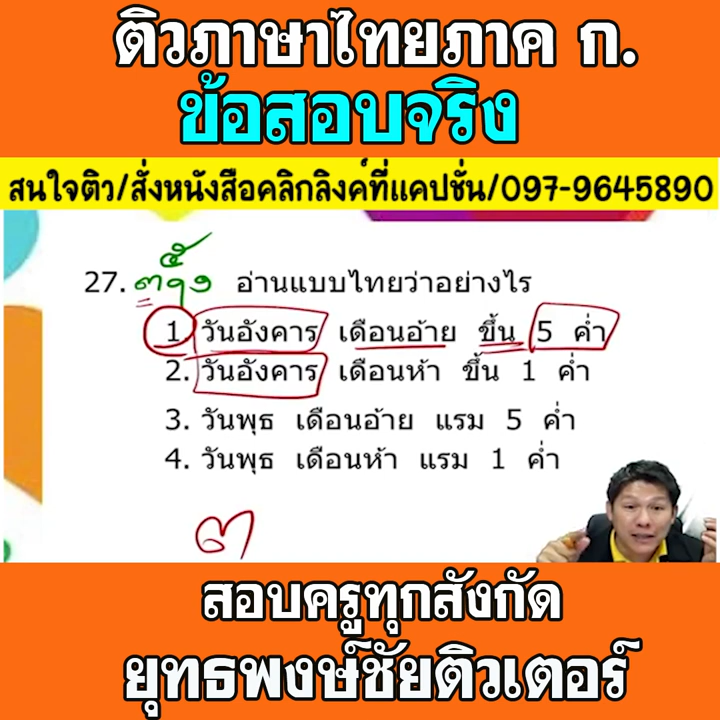 ติวภาษาไทยภาค ก.
ข้อสอบจริง
สนใจติว/สั่งหนังสือคลิกลิงค์ที่แคปชั่น/097-9645890
๕
27. ๓ฯ๑ อ่านแบบไทยว่าอย่างไร
1. วันอังคาร เดือนอ้าย ขึ้น 5 ค่ำ
2. วันอังคาร เดือนห้า ขึ้น 1 ค่ำ
3. วันพุธ เดือนอ้าย แรม 5 ค่ำ
4. วันพุธ เดือนห้า แรม 1 ค่ำ
๓
สอบครูทุกสังกัด
ยุทธพงษ์ชัยติวเตอร์